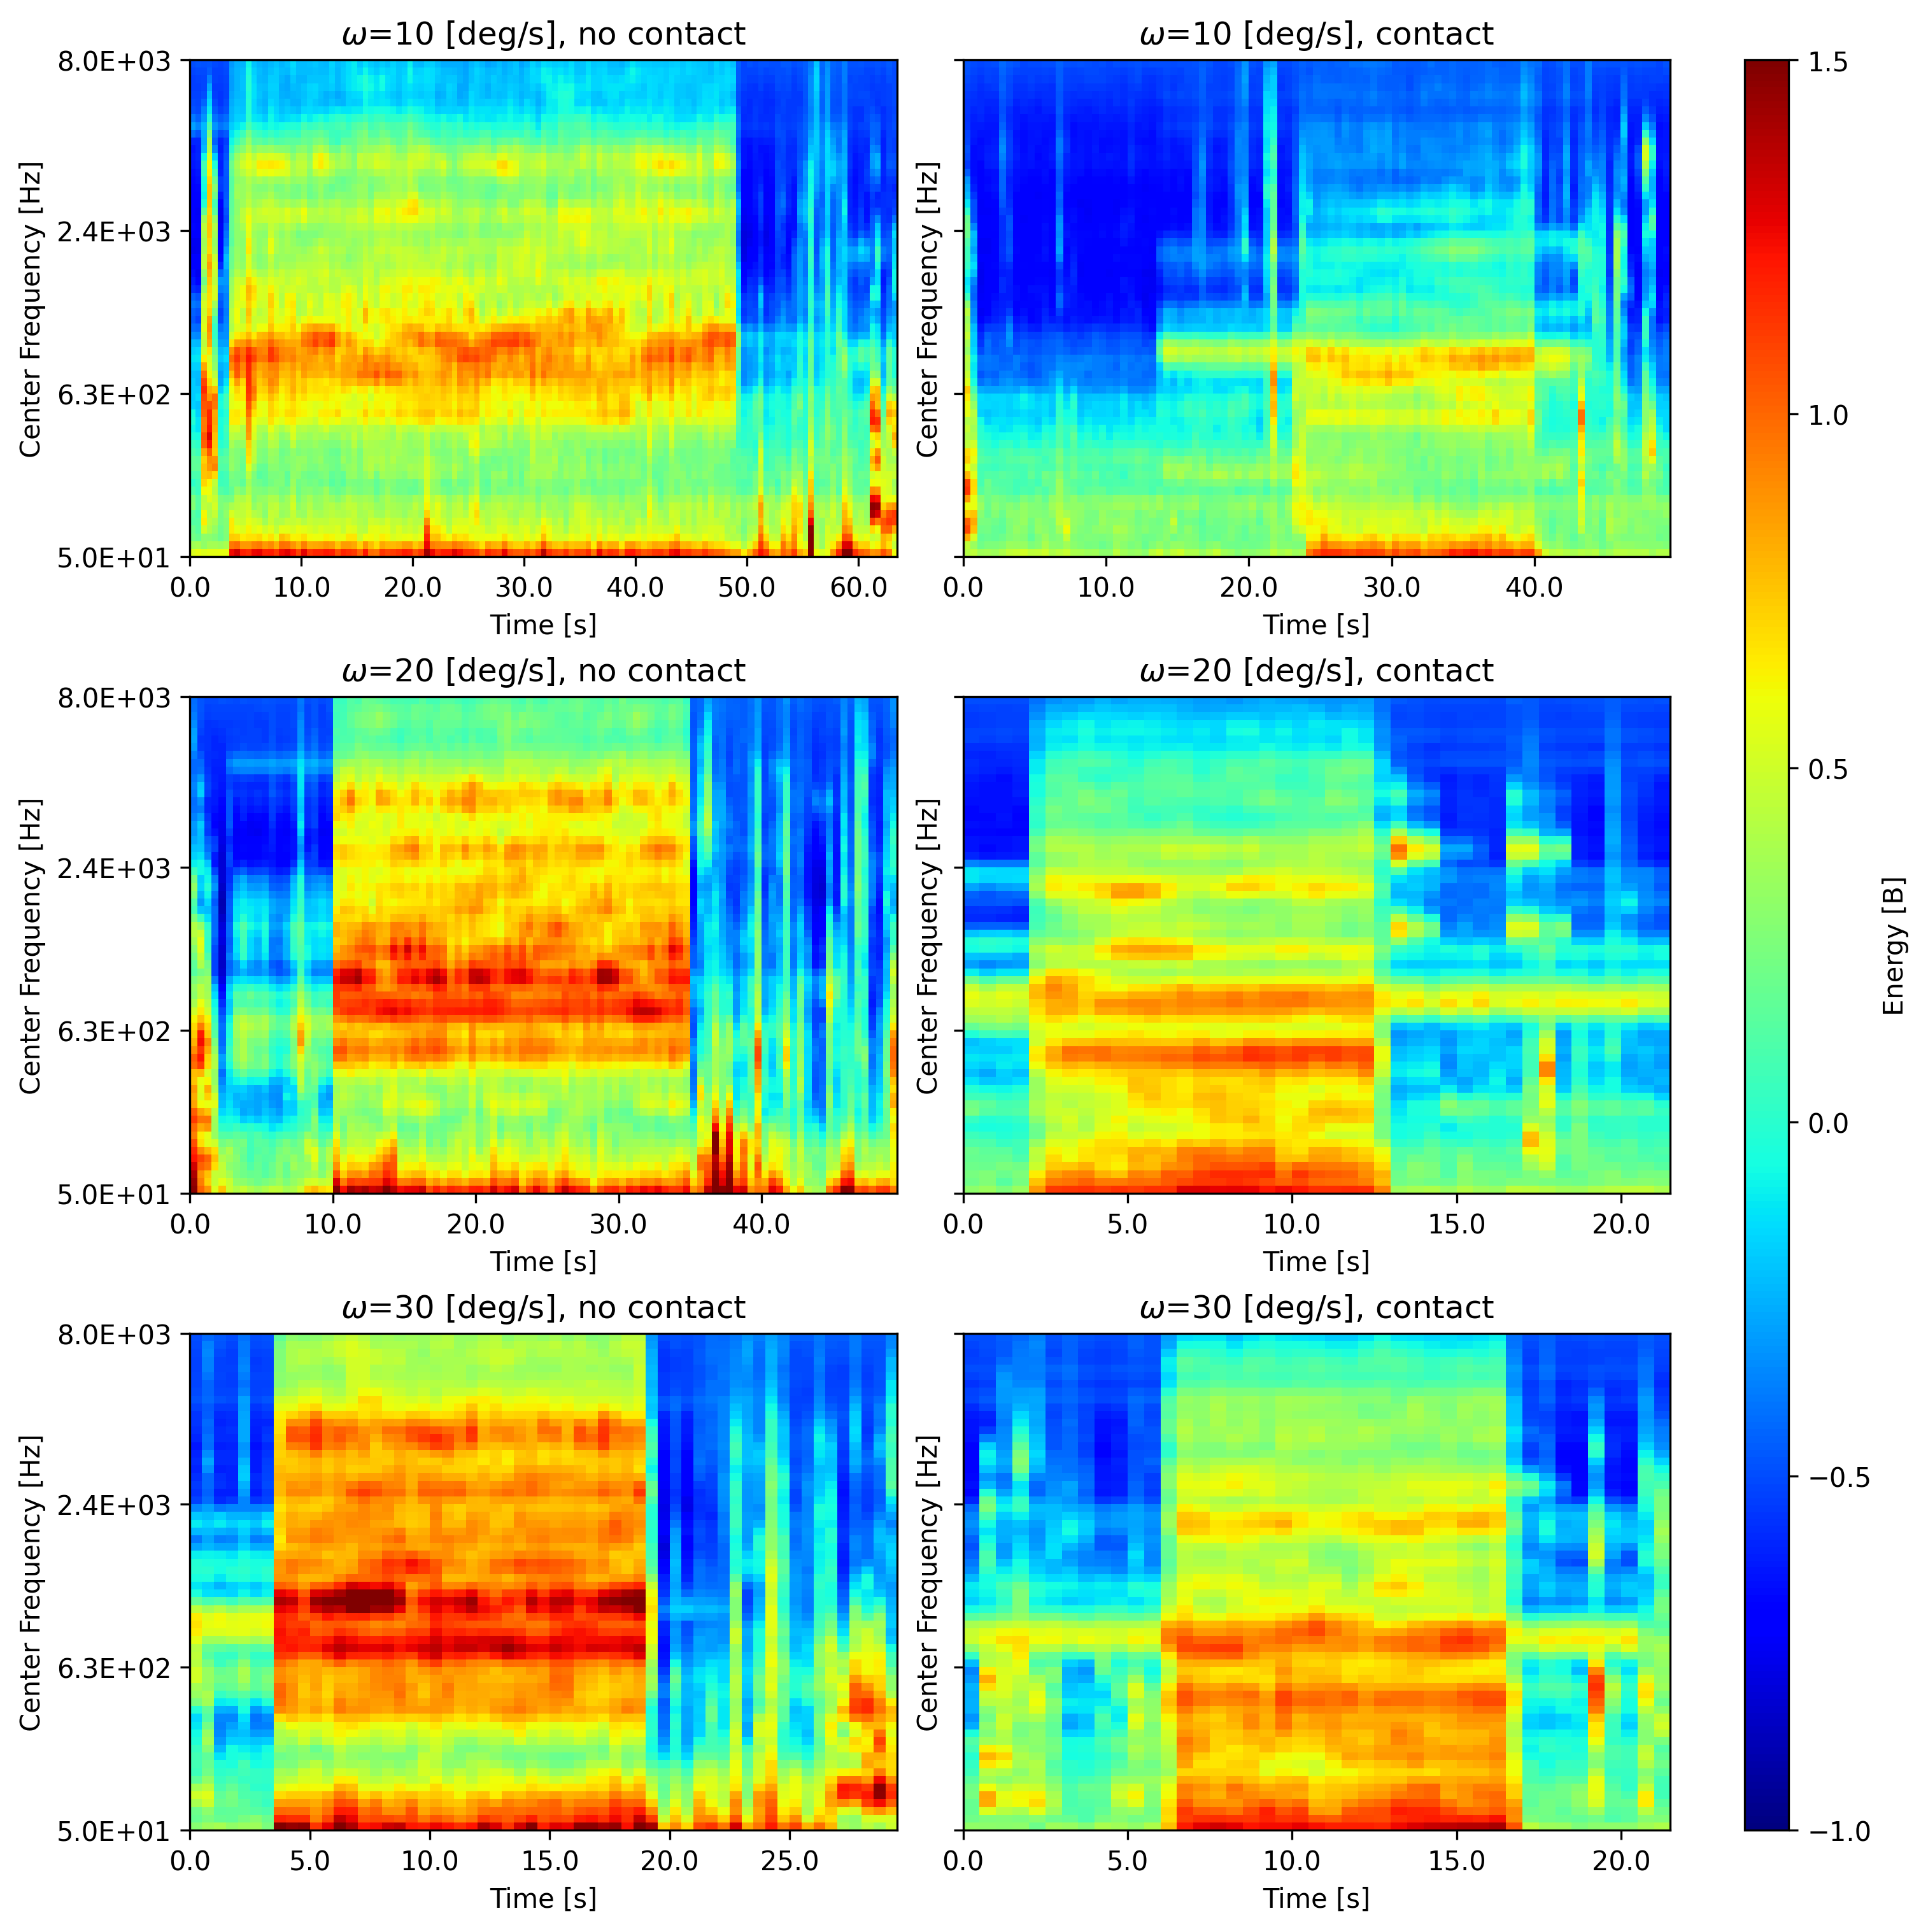 ω=10 [deg/s], no contact
ω=10 [deg/s], contact
8.0E+03
2.4E+03
6.3E+02
5.0E+01
Center Frequency [Hz]
Center Frequency [Hz]
0.0 10.0 20.0 30.0 40.0 50.0 60.0
0.0 10.0 20.0 30.0 40.0
Time [s]
Time [s]
ω=20 [deg/s], no contact
ω=20 [deg/s], contact
8.0E+03
2.4E+03
6.3E+02
5.0E+01
Center Frequency [Hz]
Center Frequency [Hz]
0.0 10.0 20.0 30.0 40.0
0.0 5.0 10.0 15.0 20.0
Time [s]
Time [s]
ω=30 [deg/s], no contact
ω=30 [deg/s], contact
8.0E+03
2.4E+03
6.3E+02
5.0E+01
Center Frequency [Hz]
Center Frequency [Hz]
0.0 5.0 10.0 15.0 20.0 25.0
0.0 5.0 10.0 15.0 20.0
Time [s]
Time [s]
1.5
1.0
0.5
0.0
−0.5
−1.0
Energy [B]